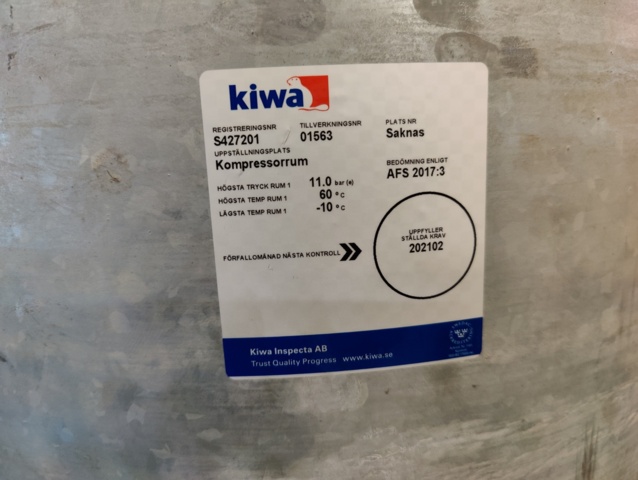 kiwa
REGISTRERINGSNR TILLVERKNINGSNR PLATS NR
S427201 01563 Saknas
UPPSTÄLLNINGSPLATS
Kompressorrum
BEDÖMNING ENLIGT
AFS 2017:3
HÖGSTA TRYCK RUM 1 11.0 bar (e)
HÖGSTA TEMP RUM 1 60 °C
LÄGSTA TEMP RUM 1 -10 °C
UPPFYLLER
STÄLLDA KRAV
202102
FÖRFALLOMÅNAD NÄSTA KONTROLL
Kiwa Inspecta AB
Trust Quality Progress www.kiwa.se